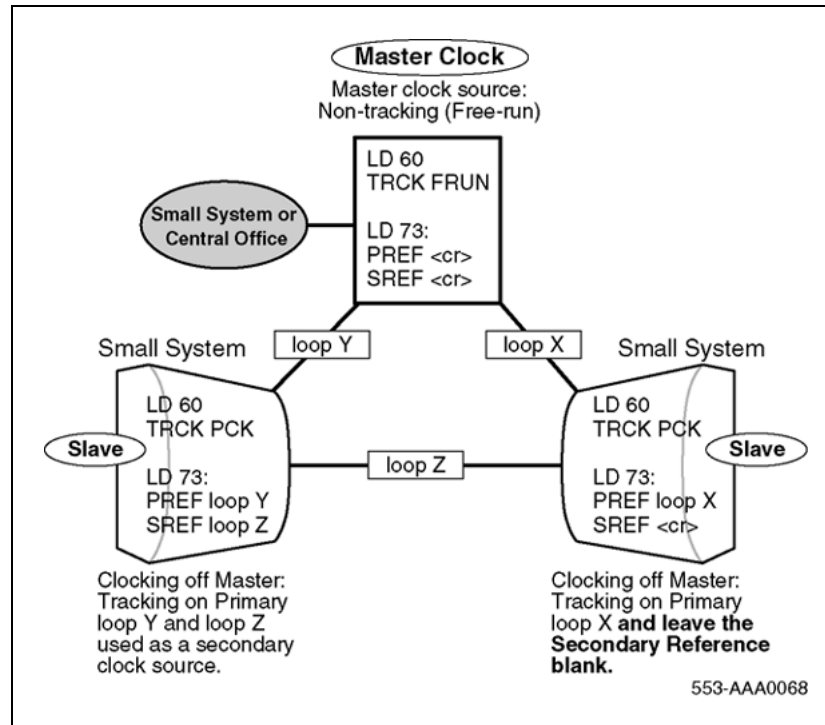 Master Clock
Master clock source:
Non-tracking (Free-run)
LD 60
TRCK FRUN
LD 73:
PREF <cr>
SREF <cr>
Small System or
Central Office
loop Y
loop X
Small System
LD 60
TRCK PCK
LD 73:
PREF loop Y
SREF loop Z
Slave
loop Z
Small System
LD 60
TRCK PCK
LD 73:
PREF loop X
SREF <cr>
Slave
Clocking off Master:
Tracking on Primary
loop Y and loop Z
used as a secondary
clock source.
Clocking off Master:
Tracking on Primary
loop X and leave the
Secondary Reference
blank.
553-AAA0068